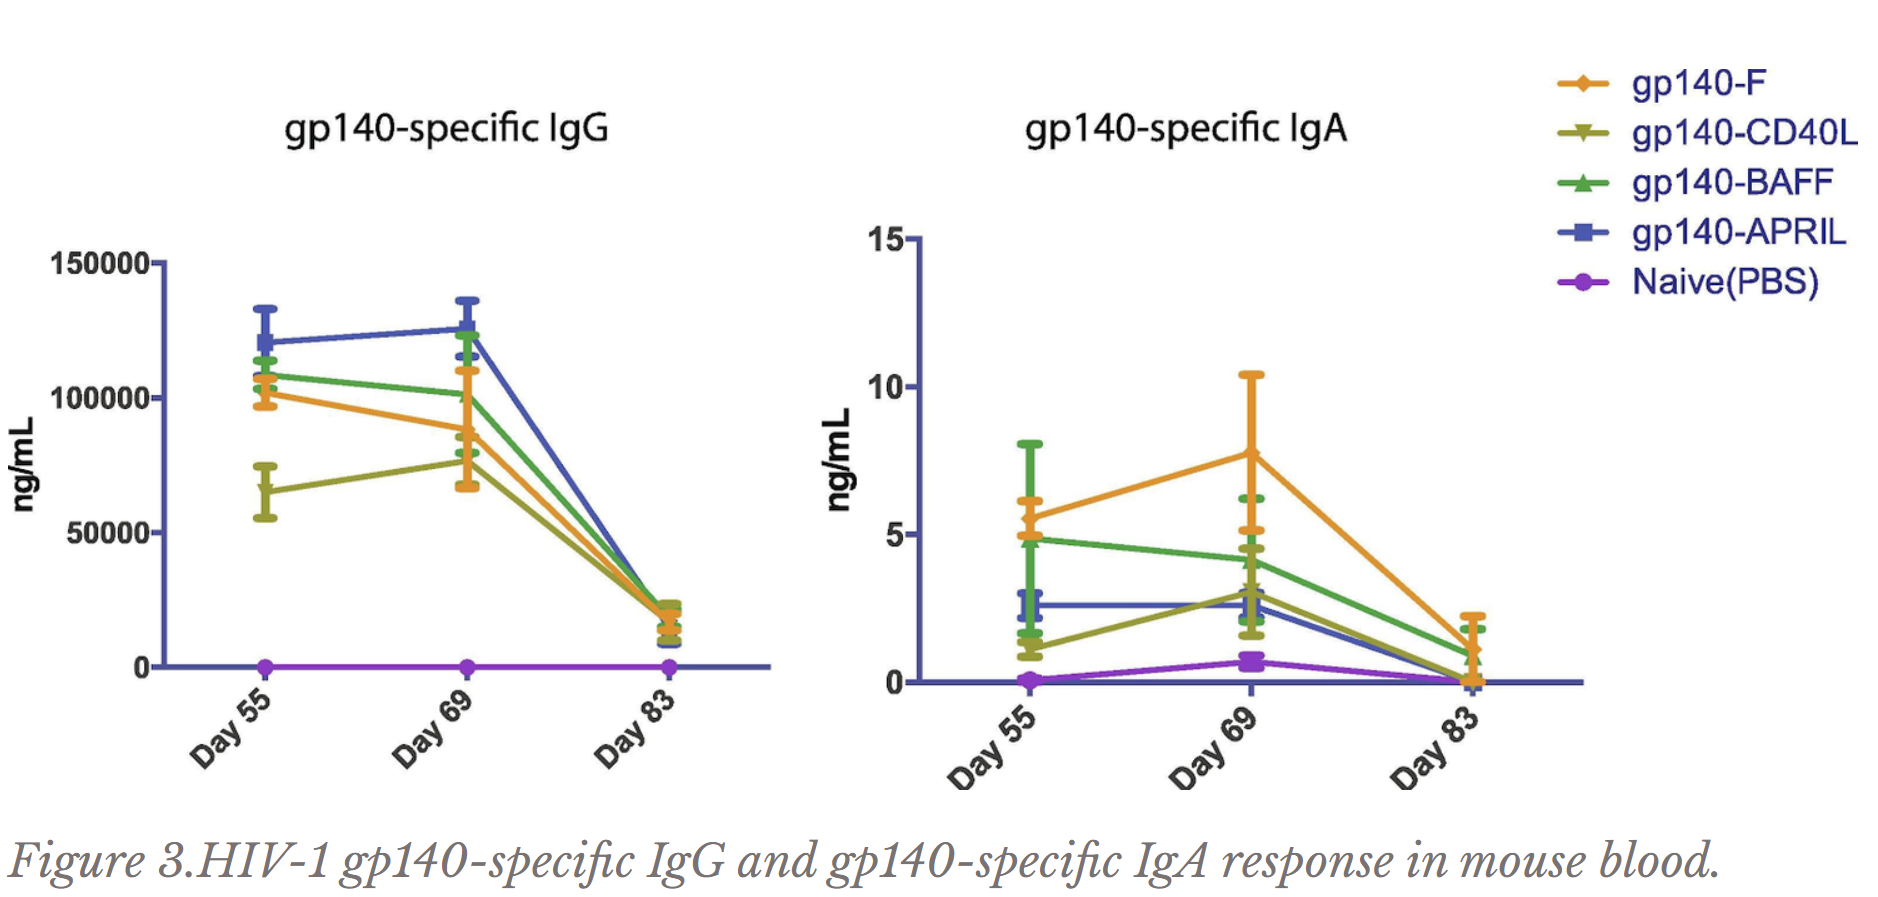 gp140-specific IgG
150000
100000
50000
0
ng/mL
Day 55
Day 69
Day 83
gp140-specific IgA
15
10
5
0
ng/mL
Day 55
Day 69
Day 83
gp140-F
gp140-CD40L
gp140-BAFF
gp140-APRIL
Naive(PBS)
Figure 3.HIV-1 gp140-specific IgG and gp140-specific IgA response in mouse blood.